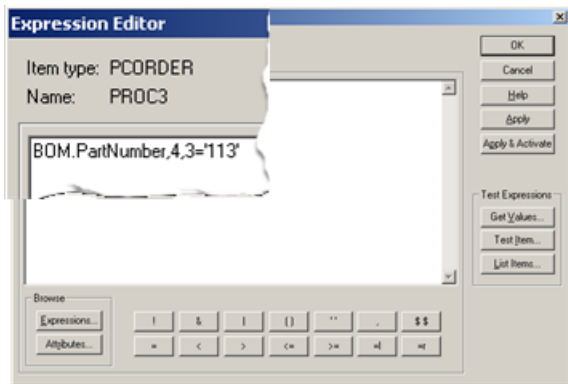 Expression Editor
Item type: PCORDER
Name: PROC3
BOM.PartNumber,4,3='113'
OK
Cancel
Help
Apply
Apply & Activate
Test Expressions
Get Values...
Test Item...
List Items...
Browse
Expressions...
! & | () '' , $$
Attributes...
= < > <= >= =l =r